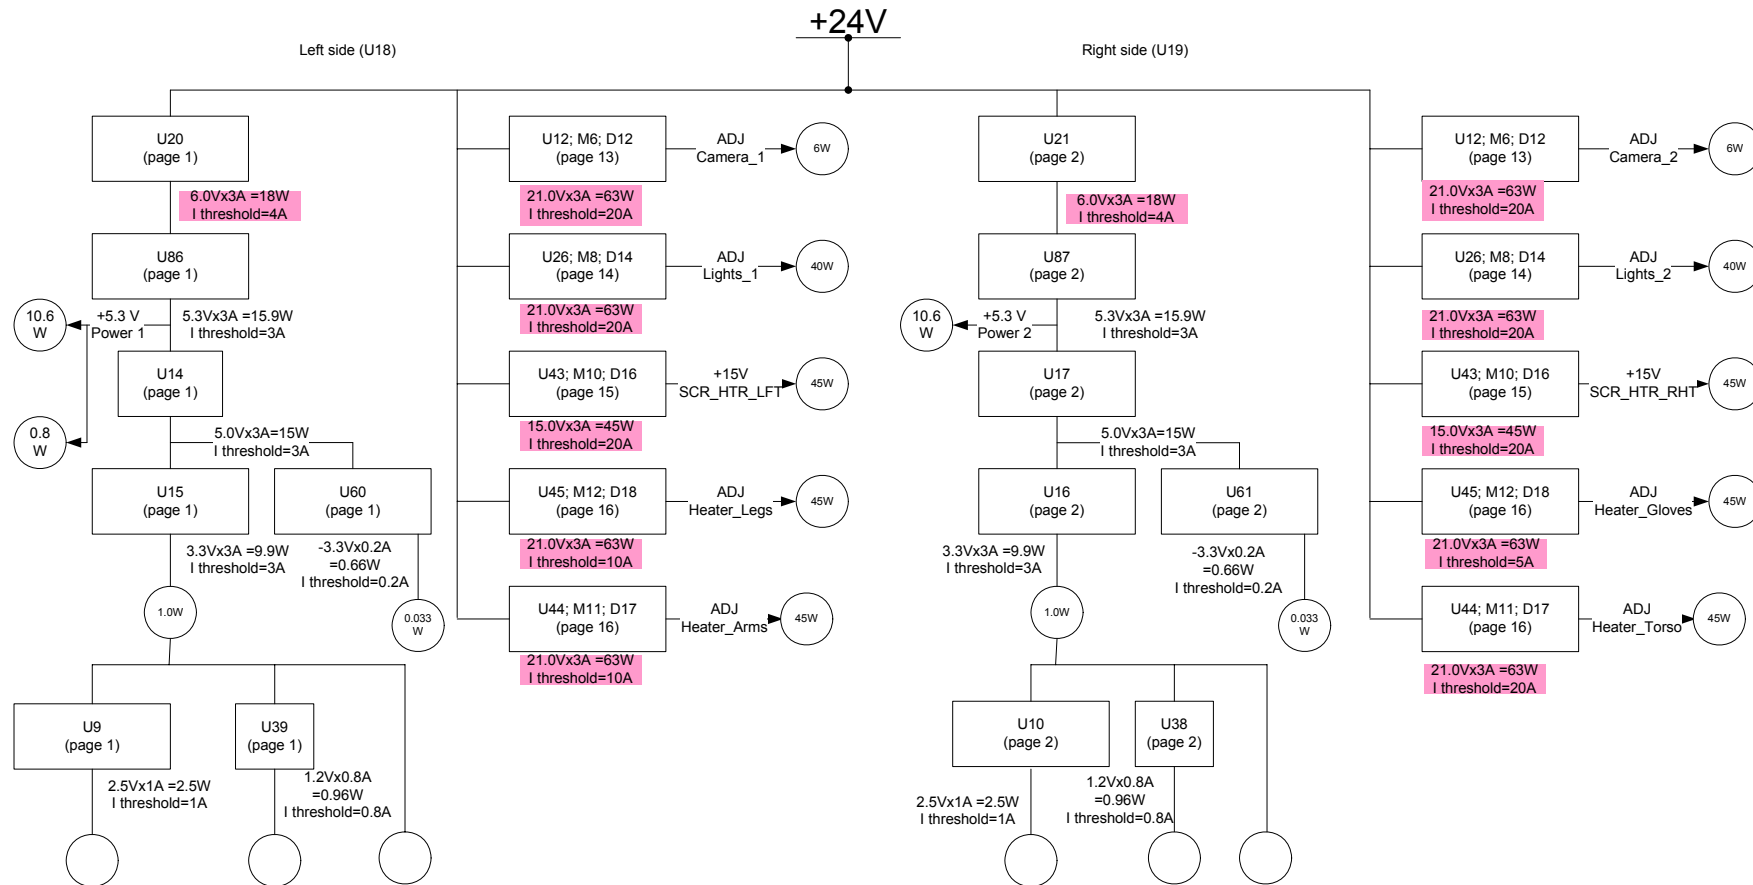 +24V
Left side (U18)
Right side (U19)
U20
(page 1)
6.0Vx3A =18W
I threshold=4A
U86
(page 1)
10.6
W
+5.3 V
Power 1
5.3Vx3A =15.9W
I threshold=3A
U14
(page 1)
0.8
W
5.0Vx3A=15W
I threshold=3A
U15
(page 1)
U60
(page 1)
3.3Vx3A =9.9W
I threshold=3A
-3.3Vx0.2A
=0.66W
I threshold=0.2A
1.0W
0.033
W
U9
(page 1)
U39
(page 1)
2.5Vx1A =2.5W
I threshold=1A
1.2Vx0.8A
=0.96W
I threshold=0.8A
U12; M6; D12
(page 13)
ADJ
Camera_1
6W
21.0Vx3A =63W
I threshold=20A
U26; M8; D14
(page 14)
ADJ
Lights_1
40W
21.0Vx3A =63W
I threshold=20A
U43; M10; D16
(page 15)
+15V
SCR_HTR_LFT
45W
15.0Vx3A =45W
I threshold=20A
U45; M12; D18
(page 16)
ADJ
Heater_Legs
45W
21.0Vx3A =63W
I threshold=10A
U44; M11; D17
(page 16)
ADJ
Heater_Arms
45W
21.0Vx3A =63W
I threshold=10A
U21
(page 2)
6.0Vx3A =18W
I threshold=4A
U87
(page 2)
10.6
W
+5.3 V
Power 2
5.3Vx3A =15.9W
I threshold=3A
U17
(page 2)
5.0Vx3A=15W
I threshold=3A
U16
(page 2)
U61
(page 2)
3.3Vx3A =9.9W
I threshold=3A
-3.3Vx0.2A
=0.66W
I threshold=0.2A
1.0W
0.033
W
U10
(page 2)
U38
(page 2)
2.5Vx1A =2.5W
I threshold=1A
1.2Vx0.8A
=0.96W
I threshold=0.8A
U12; M6; D12
(page 13)
ADJ
Camera_2
6W
21.0Vx3A =63W
I threshold=20A
U26; M8; D14
(page 14)
ADJ
Lights_2
40W
21.0Vx3A =63W
I threshold=20A
U43; M10; D16
(page 15)
+15V
SCR_HTR_RHT
45W
15.0Vx3A =45W
I threshold=20A
U45; M12; D18
(page 16)
ADJ
Heater_Gloves
45W
21.0Vx3A =63W
I threshold=5A
U44; M11; D17
(page 16)
ADJ
Heater_Torso
45W
21.0Vx3A =63W
I threshold=20A